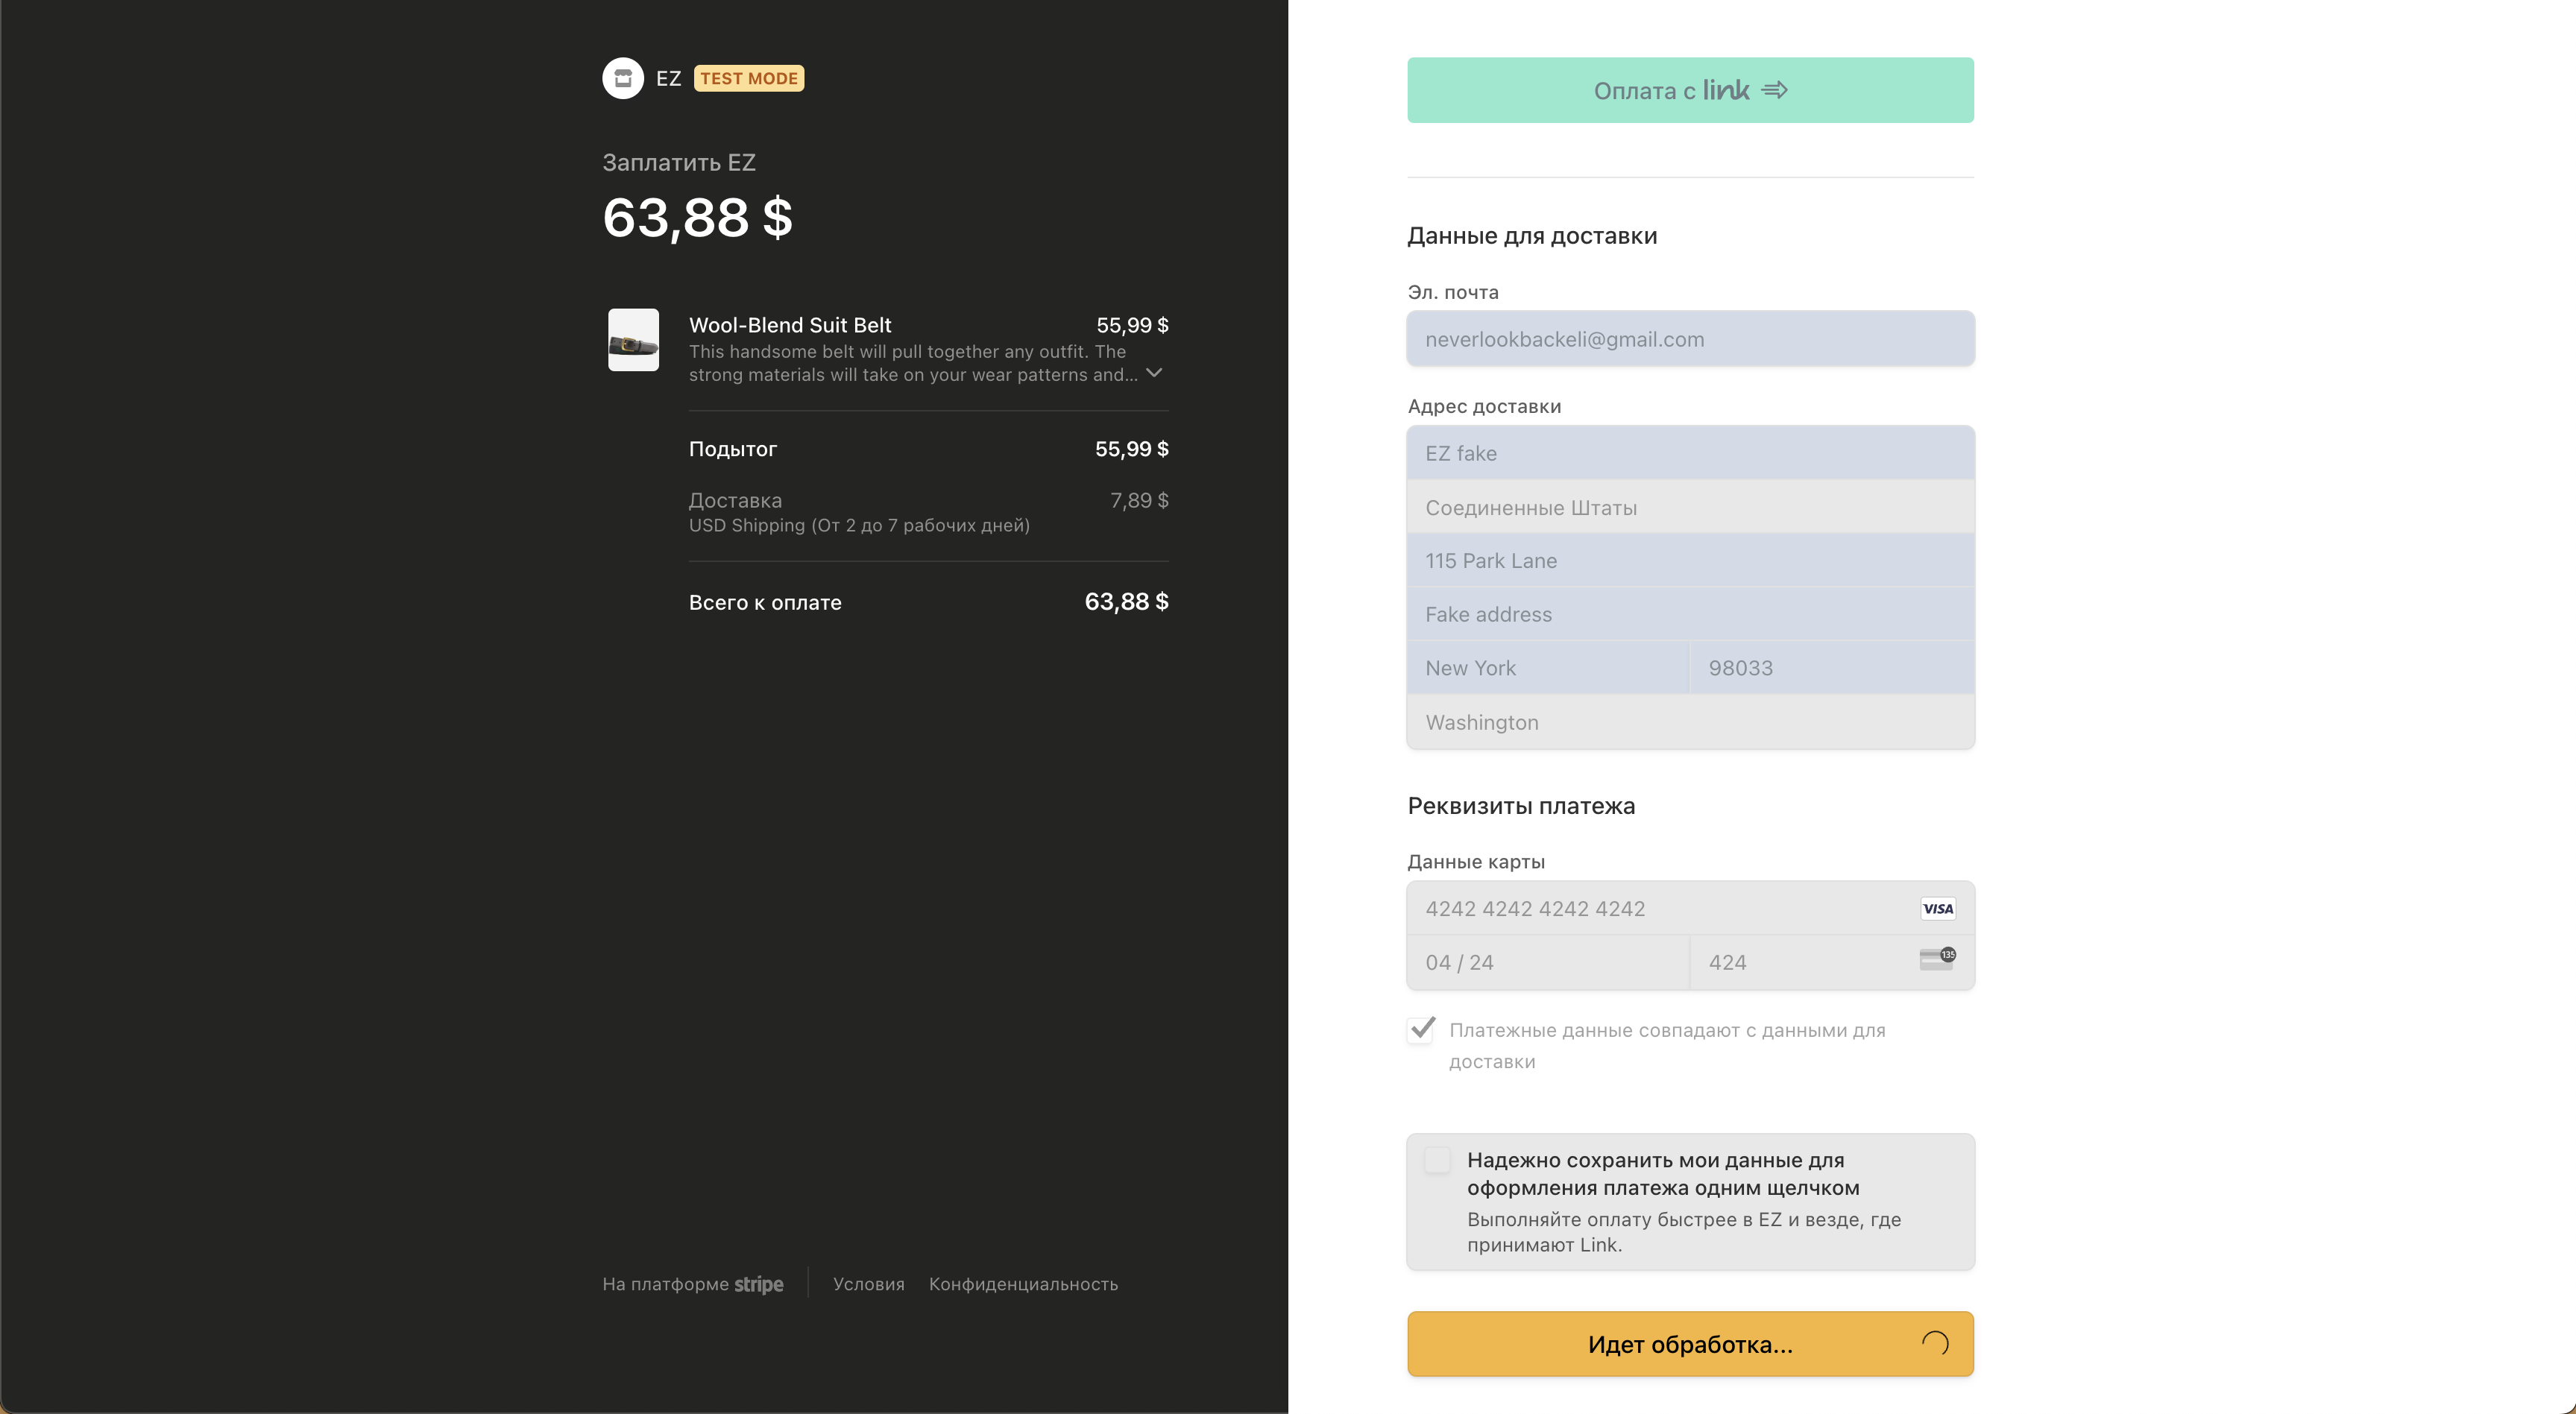 EZ TEST MODE
Заплатить EZ
63,88 $
Wool-Blend Suit Belt 55,99 $
This handsome belt will pull together any outfit. The
strong materials will take on your wear patterns and...
Подытог 55,99 $
Доставка 7,89 $
USD Shipping (От 2 до 7 рабочих дней)
Всего к оплате 63,88 $
На платформе stripe Условия Конфиденциальность
Оплата с link
Данные для доставки
Эл. почта
neverlookbackeli@gmail.com
Адрес доставки
EZ fake
Соединенные Штаты
115 Park Lane
Fake address
New York 98033
Washington
Реквизиты платежа
Данные карты
4242 4242 4242 4242 VISA
04 / 24 424 135
Платежные данные совпадают с данными для
доставки
Надежно сохранить мои данные для
оформления платежа одним щелчком
Выполняйте оплату быстрее в EZ и везде, где
принимают Link.
Идет обработка...